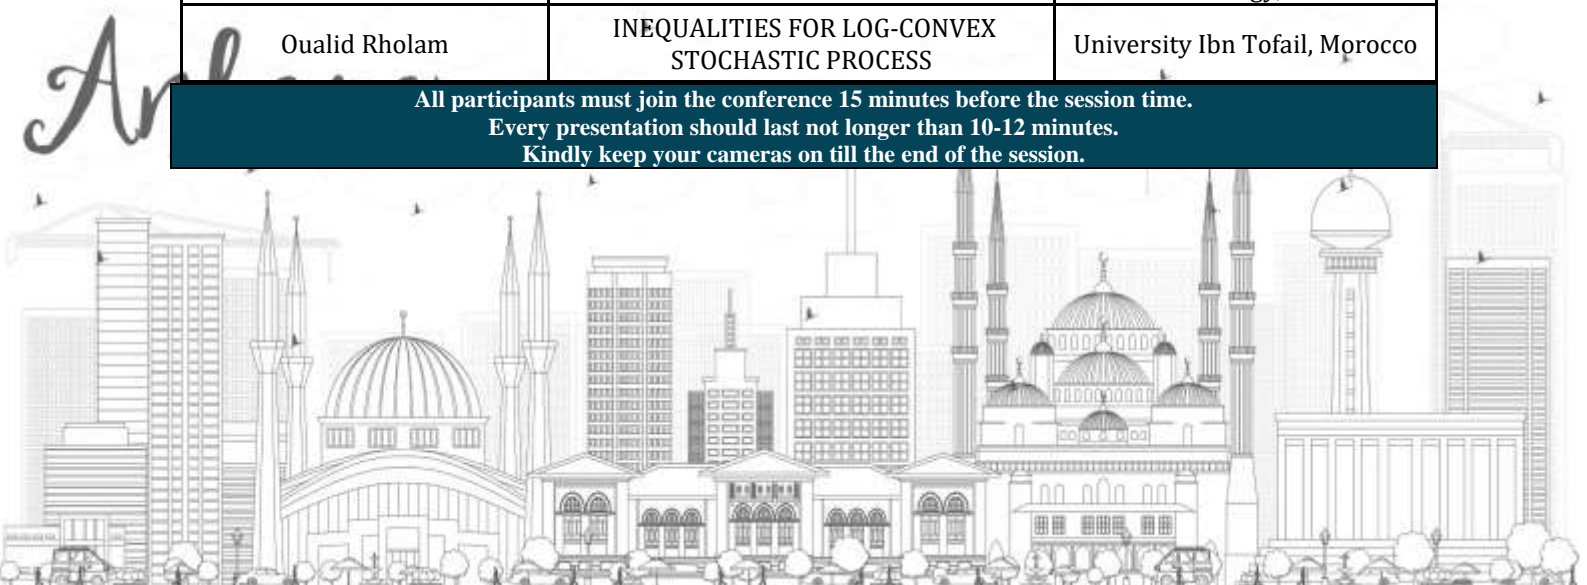 Oualid Rholam
INEQUALITIES FOR LOG-CONVEX
STOCHASTIC PROCESS
University Ibn Tofail, Morocco
All participants must join the conference 15 minutes before the session time.
Every presentation should last not longer than 10-12 minutes.
Kindly keep your cameras on till the end of the session.